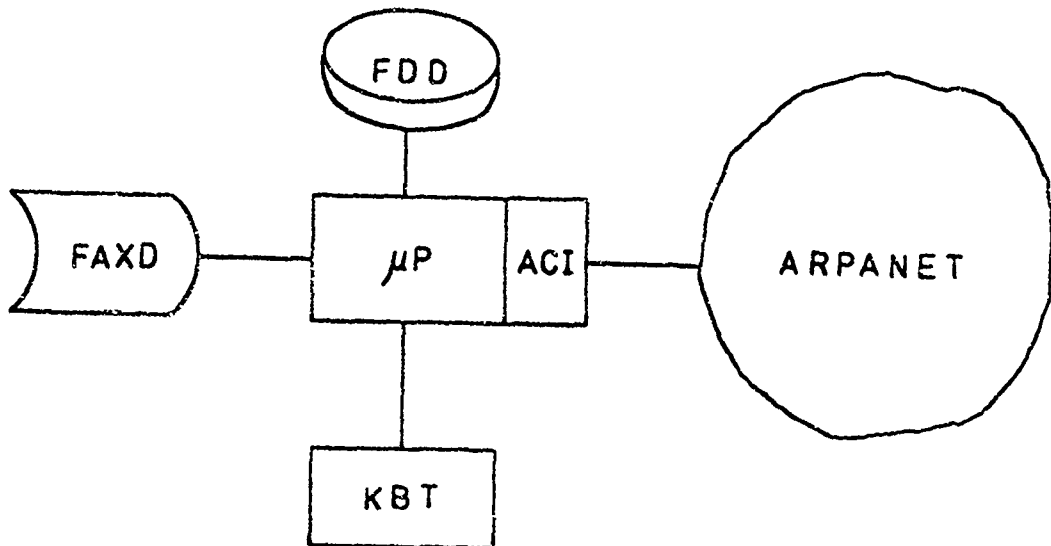 FDD
FAXD
μP
ACI
ARPANET
KBT